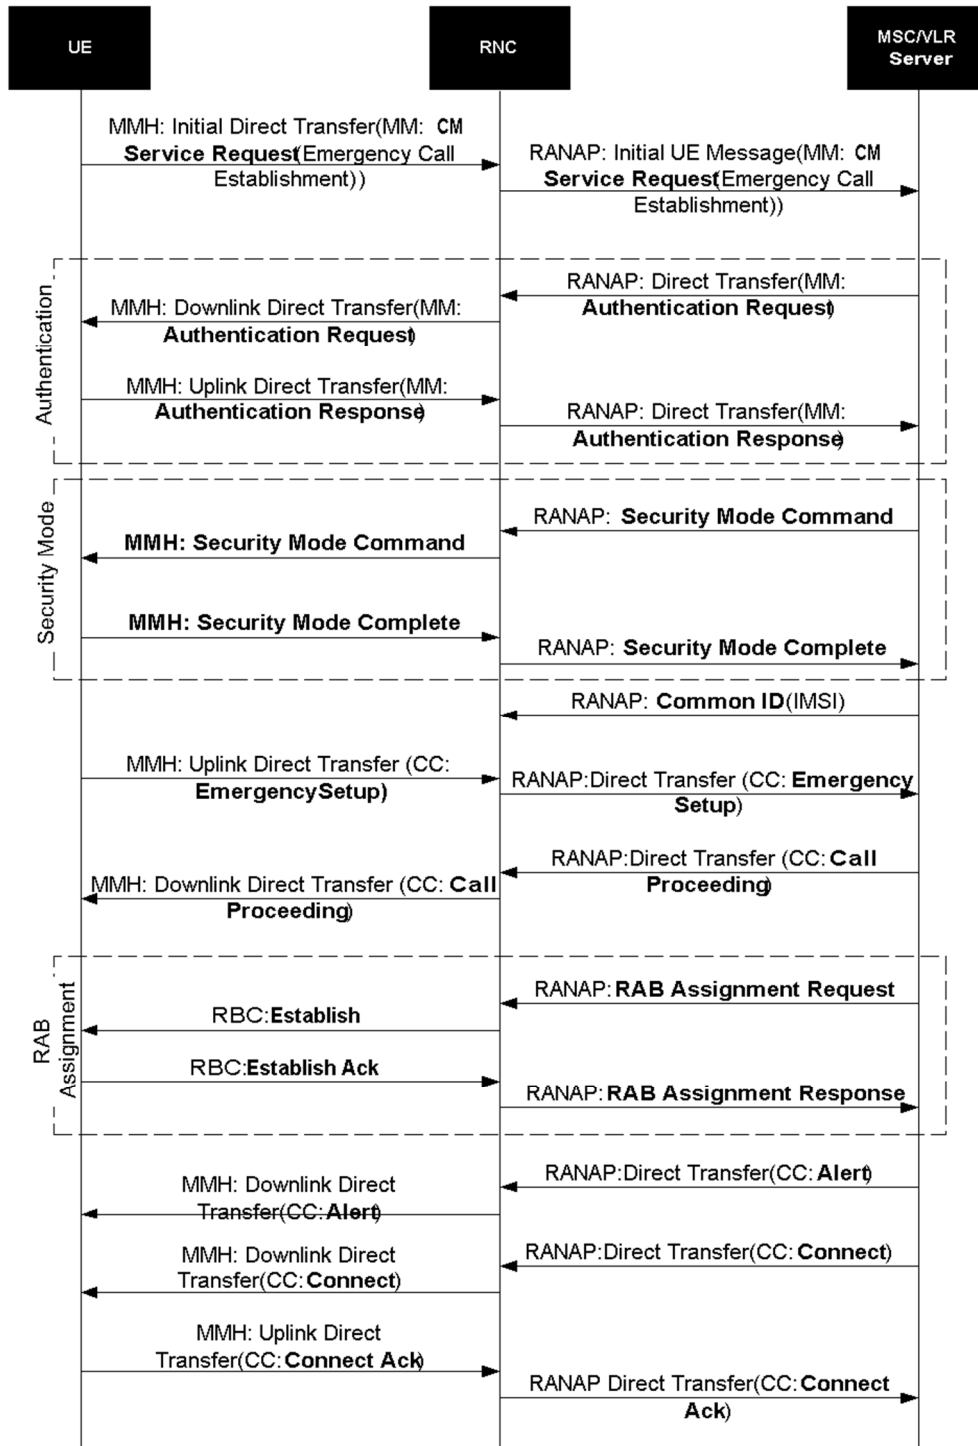 UE
RNC
MSC/VLR
Server
MMH: Initial Direct Transfer(MM: CM
Service Request(Emergency Call
Establishment))
RANAP: Initial UE Message(MM: CM
Service Request(Emergency Call
Establishment))
Authentication
RANAP: Direct Transfer(MM:
Authentication Request)
MMH: Downlink Direct Transfer(MM:
Authentication Request)
MMH: Uplink Direct Transfer(MM:
Authentication Response)
RANAP: Direct Transfer(MM:
Authentication Response)
Security Mode
RANAP: Security Mode Command
MMH: Security Mode Command
MMH: Security Mode Complete
RANAP: Security Mode Complete
RANAP: Common ID(IMSI)
MMH: Uplink Direct Transfer (CC:
EmergencySetup)
RANAP:Direct Transfer (CC: Emergency
Setup)
RANAP:Direct Transfer (CC: Call
Proceeding)
MMH: Downlink Direct Transfer (CC: Call
Proceeding)
RAB
Assignment
RANAP: RAB Assignment Request
RBC:Establish
RBC:Establish Ack
RANAP: RAB Assignment Response
RANAP:Direct Transfer(CC: Alert)
MMH: Downlink Direct
Transfer(CC: Alert)
RANAP:Direct Transfer(CC: Connect)
MMH: Downlink Direct
Transfer(CC: Connect)
MMH: Uplink Direct
Transfer(CC: Connect Ack)
RANAP Direct Transfer(CC: Connect
Ack)